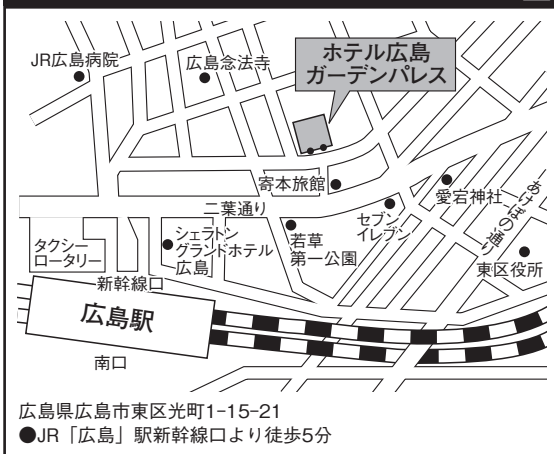 JR広島病院
広島念法寺
ホテル広島
ガーデンパレス
寄本旅館
愛宕神社
あけぼの通り
二葉通り
セブン
イレブン
シェラトン
グランドホテル
広島
若草
第一公園
タクシー
ロータリー
東区役所
新幹線口
広島駅
南口
広島県広島市東区光町1-15-21
●JR「広島」駅新幹線口より徒歩5分